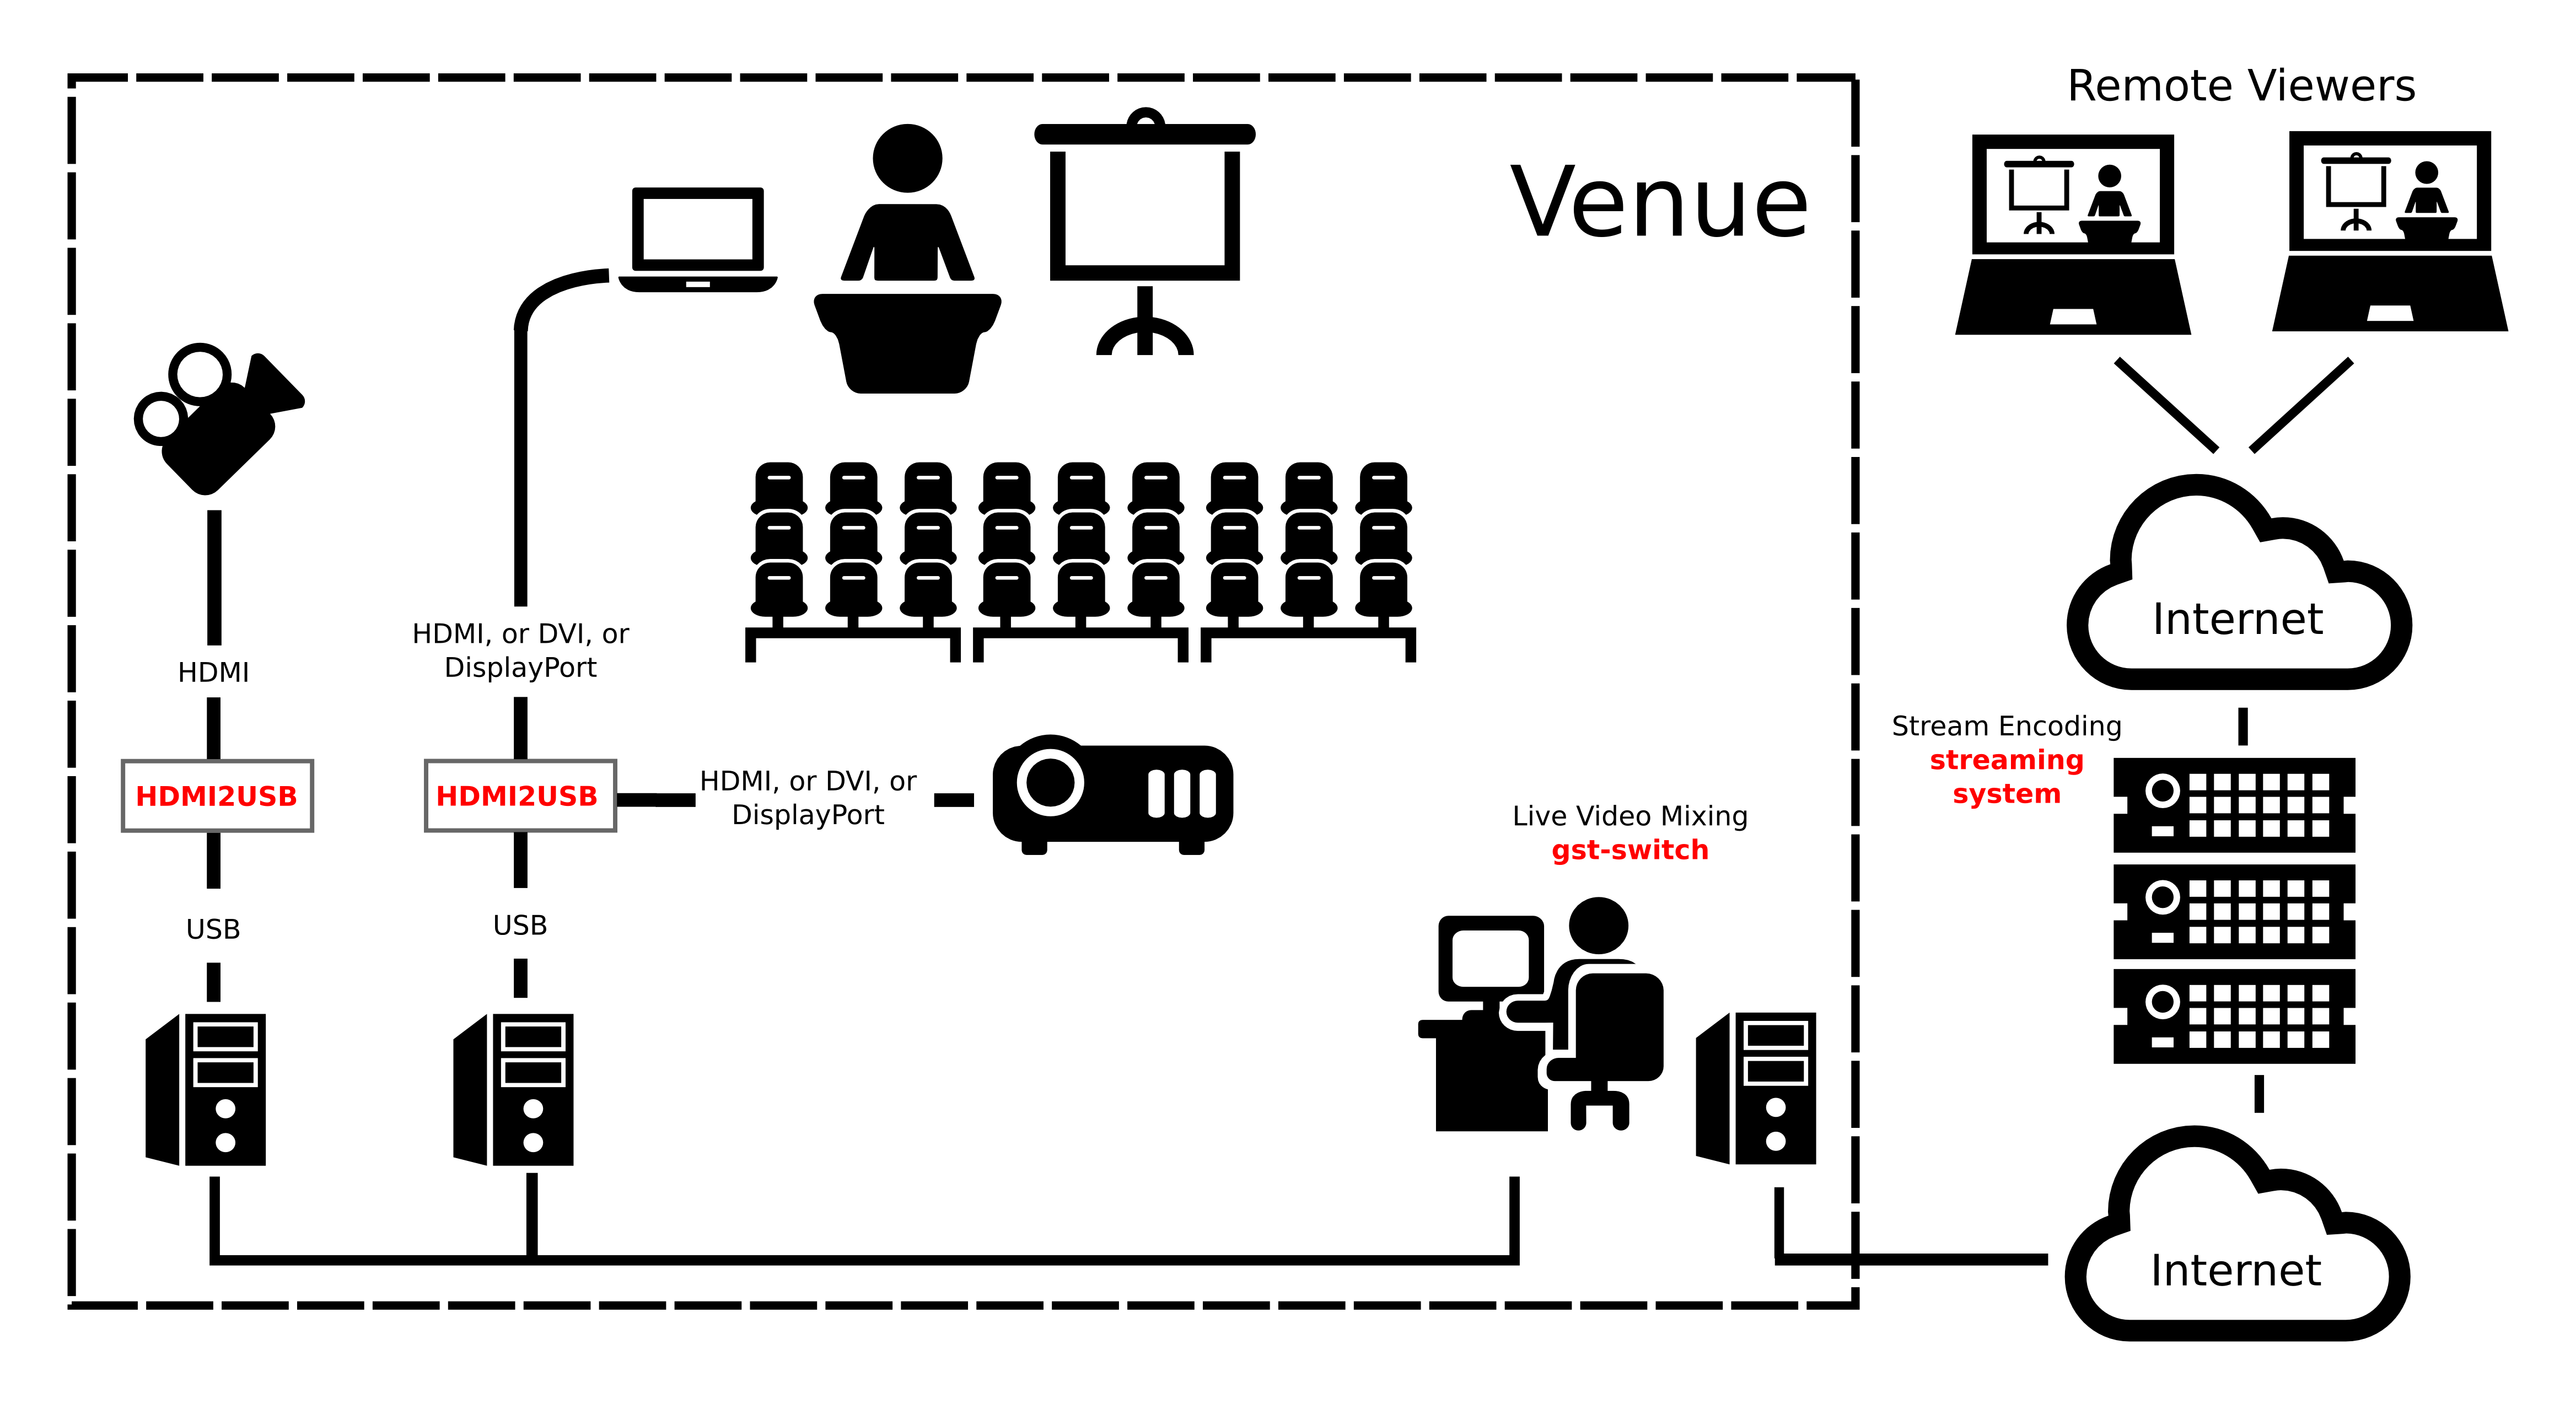 Remote Viewers
Venue
HDMI, or DVI, or
DisplayPort
HDMI
Internet
HDMI2USB
HDMI2USB
HDMI, or DVI, or
DisplayPort
Stream Encoding
streaming
system
Live Video Mixing
gst-switch
USB
USB
Internet